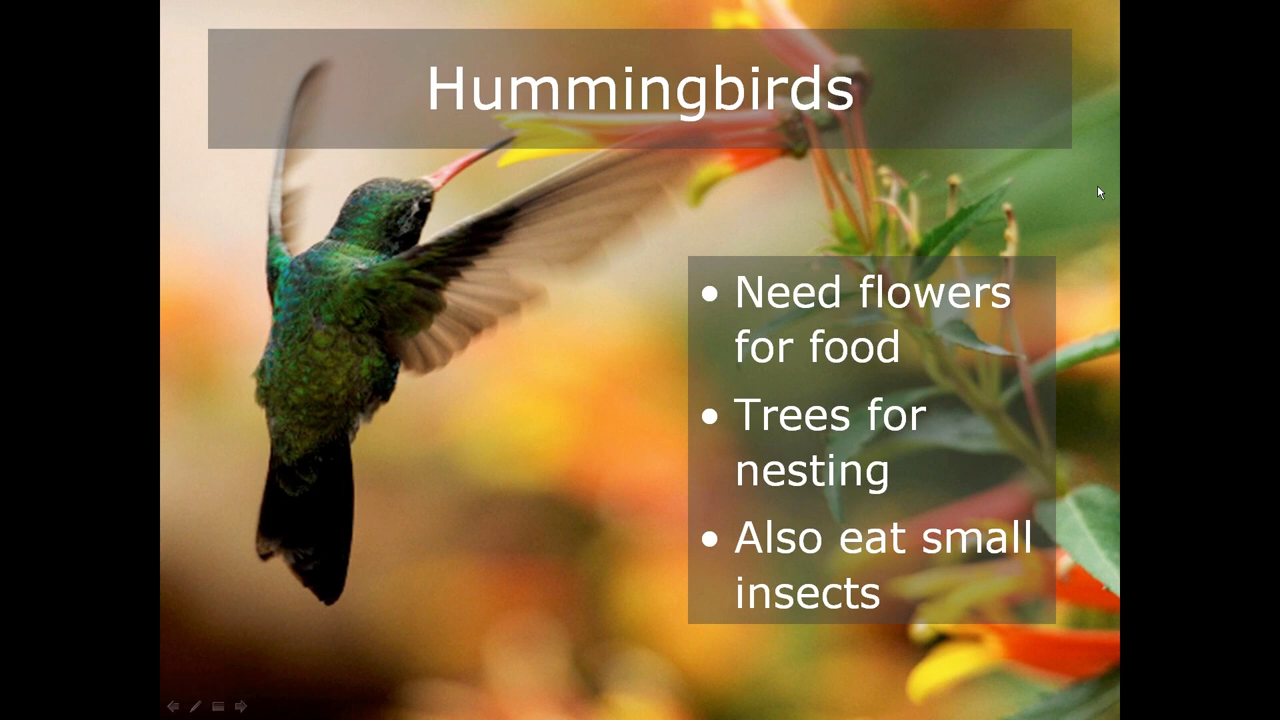 Hummingbirds
• Need flowers
for food
• Trees for
nesting
• Also eat small
insects